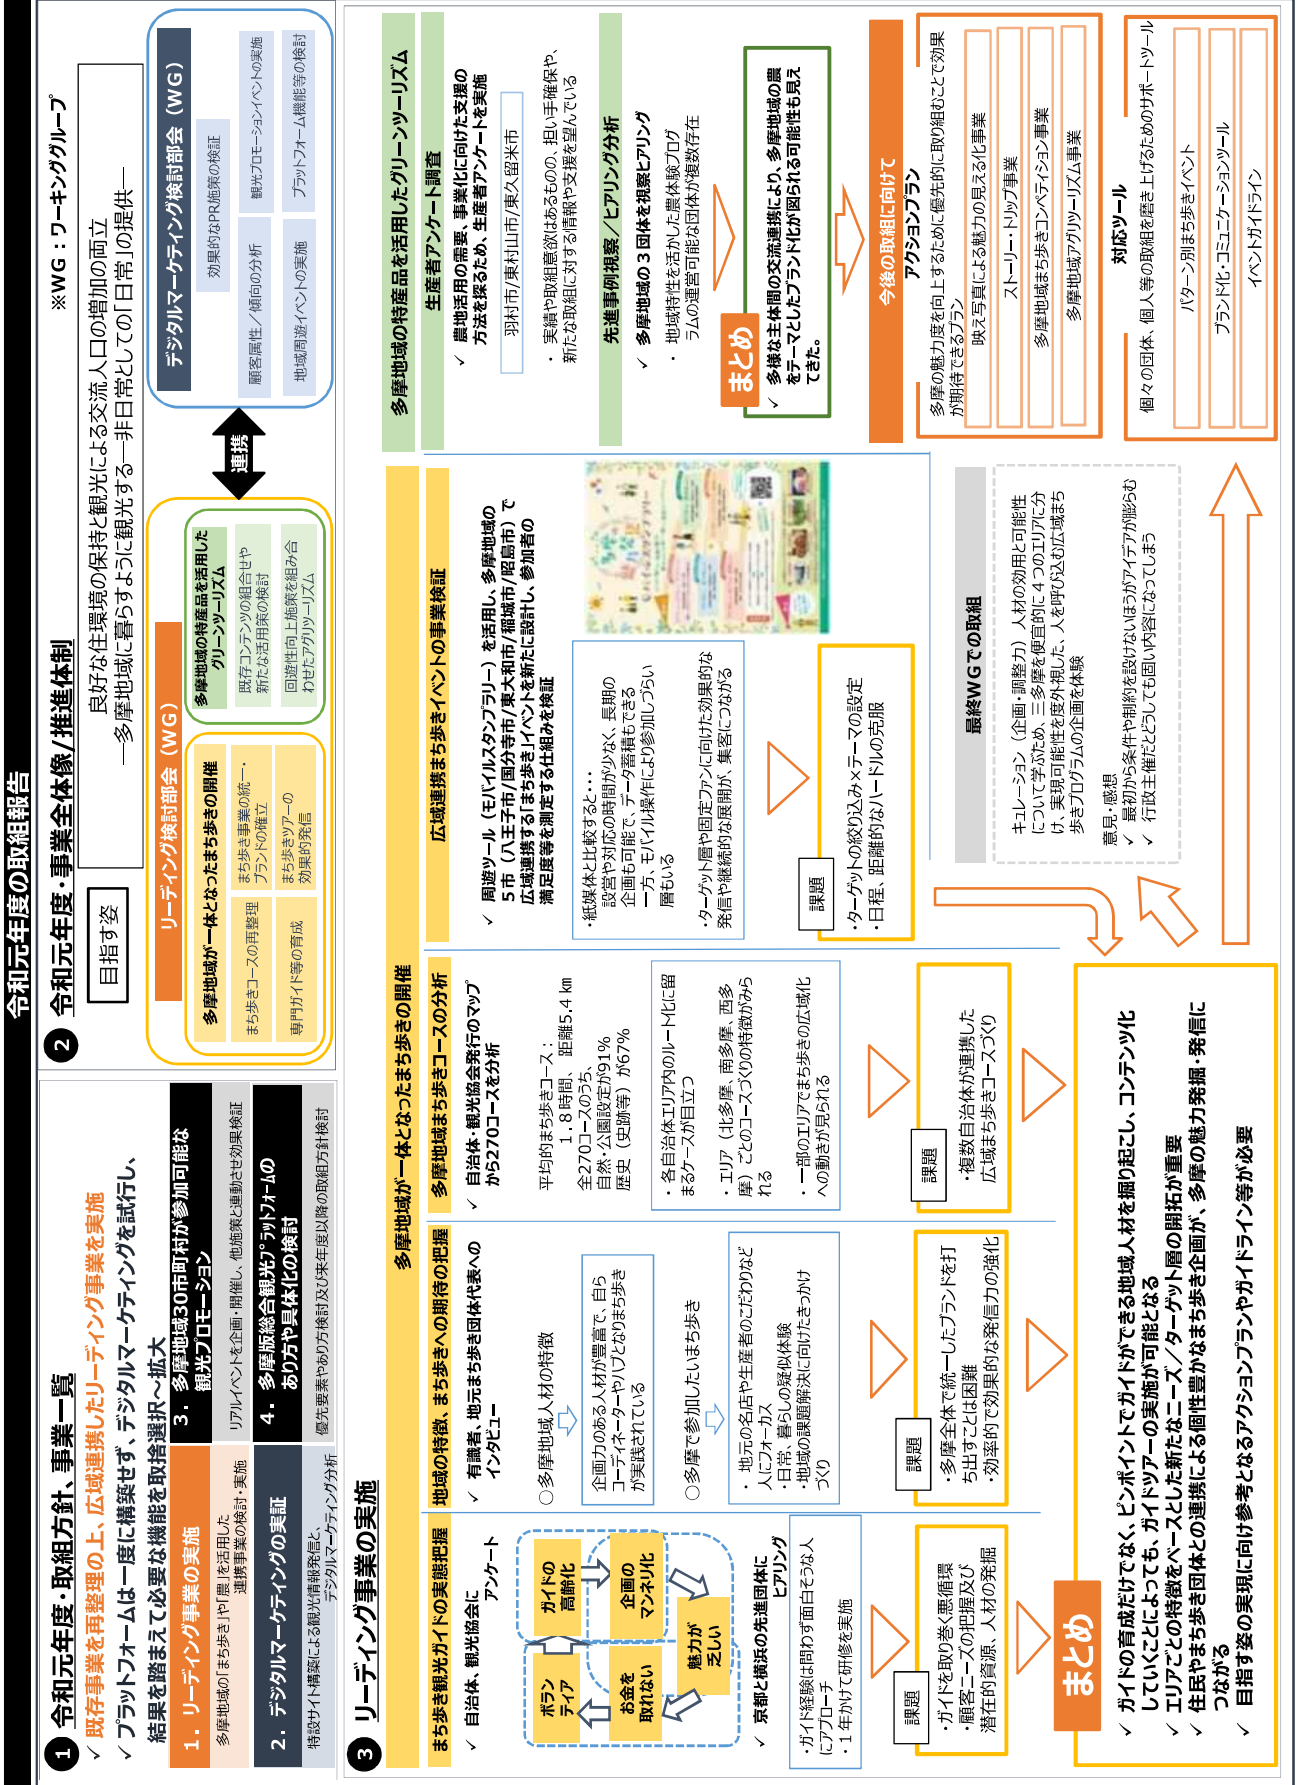 令和元年度の取組報告
1 令和元年度・取組方針、事業一覧
✓ 既存事業を再整理の上、広域連携したリーディング事業を実施
✓ プラットフォームは一度に構築せず、デジタルマーケティングを試行し、
結果を踏まえて必要な機能を取捨選択～拡大
1．リーディング事業の実施
多摩地域の「まち歩き」や「農」を活用した
連携事業の検討・実施
2．デジタルマーケティングの実証
特設サイト構築による観光情報発信と、
デジタルマーケティング分析
3．多摩地域30市町村が参加可能な
観光プロモーション
リアルイベントを企画・開催し、他施策と連動させ効果検証
4．多摩版総合観光プラットフォームの
あり方や具体化の検討
優先要素やあり方検討及び来年度以降の取組方針検討
2 令和元年度・事業全体像/推進体制
※WG：ワーキンググループ
目指す姿
良好な住環境の保持と観光による交流人口の増加の両立
―多摩地域に暮らすように観光する―非日常としての「日常」の提供―
リーディング検討部会（WG）
多摩地域が一体となったまち歩きの開催
まち歩きコースの再整理
まち歩き事業の統一・
ブランドの確立
専門ガイド等の育成
まち歩きツアーの
効果的発信
多摩地域の特産品を活用した
グリーンツーリズム
既存コンテンツの組合せや
新たな活用策の検討
回遊性向上施策を組み合
わせたアグリツーリズム
連携
デジタルマーケティング検討部会（WG）
効果的なPR施策の検証
顧客属性／傾向の分析
観光プロモーションイベントの実施
地域周遊イベントの実施
プラットフォーム機能等の検討
3 リーディング事業の実施
多摩地域が一体となったまち歩きの開催
まち歩き観光ガイドの実態把握
✓ 自治体、観光協会に
アンケート
ボラン
ティア
ガイドの
高齢化
お金を
取れない
企画の
マンネリ化
魅力が
乏しい
✓ 京都と横浜の先進団体に
ヒアリング
・ガイド経験は問わず面白そうな人
にアプローチ
・１年かけて研修を実施
課題
・ガイドを取り巻く悪循環
・顧客ニーズの把握及び
潜在的資源、人材の発掘
地域の特徴、まち歩きへの期待の把握
✓ 有識者、地元まち歩き団体代表への
インタビュー
○多摩地域人材の特徴
企画力のある人材が豊富で、自ら
コーディネーターやハブとなりまち歩き
が実践されている
○多摩で参加したいまち歩き
・地元の名店や生産者のこだわりなど
人にフォーカス
・日常、暮らしの疑似体験
・地域の課題解決に向けたきっかけ
づくり
課題
・多摩全体で統一したブランドを打
ち出すことは困難
・効率的で効果的な発信力の強化
多摩地域まち歩きコースの分析
✓ 自治体・観光協会発行のマップ
から270コースを分析
平均的まち歩きコース：
1.8時間、 距離5.4 km
全270コースのうち、
自然・公園設定が91%
歴史（史跡等）が67%
・各自治体エリア内のルート化に留
まるケースが目立つ
・エリア（北多摩、南多摩、西多
摩）ごとのコースづくりの特徴がみら
れる
・一部のエリアでまち歩きの広域化
への動きが見られる
課題
・複数自治体が連携した
広域まち歩きコースづくり
広域連携まち歩きイベントの事業検証
✓ 周遊ツール（モバイルスタンプラリー）を活用し、多摩地域の
5市（八王子市/国分寺市/東大和市/稲城市/昭島市）で
広域連携する「まち歩き」イベントを新たに設計し、参加者の
満足度等を測定する仕組みを検証
・紙媒体と比較すると・・・
設営や対応の時間が少なく、長期の
企画も可能で、データ蓄積もできる
一方、モバイル操作により参加しづらい
層もいる
・ターゲット層や固定ファンに向けた効果的な
発信や継続的な展開が、集客につながる
課題
・ターゲットの絞り込み×テーマの設定
・日程、距離的なハードルの克服
まとめ
✓ ガイドの育成だけでなく、ピンポイントでガイドができる地域人材を掘り起こし、コンテンツ化
していくことによっても、ガイドツアーの実施が可能となる
✓ エリアごとの特徴をベースとした新たなニーズ／ターゲット層の開拓が重要
✓ 住民やまち歩き団体との連携による個性豊かなまち歩き企画が、多摩の魅力発掘・発信に
つながる
✓ 目指す姿の実現に向け参考となるアクションプランやガイドライン等が必要
最終WGでの取組
キュレーション（企画・調整力）人材の効用と可能性
について学ぶため、三多摩を便宜的に４つのエリアに分
け、実現可能性を度外視した、人を呼び込む広域まち
歩きプログラムの企画を体験
意見・感想
✓ 最初から条件や制約を設けないほうがアイデアが膨らむ
✓ 行政主催だとどうしても固い内容になってしまう
多摩地域の特産品を活用したグリーンツーリズム
生産者アンケート調査
✓ 農地活用の需要、事業化に向けた支援の
方法を探るため、生産者アンケートを実施
羽村市/東村山市/東久留米市
・実績や取組意欲はあるものの、担い手確保や、
新たな取組に対する情報や支援を望んでいる
先進事例視察／ヒアリング分析
✓ 多摩地域の３団体を視察ヒアリング
・地域特性を活かした農体験プログ
ラムの運営可能な団体が複数存在
まとめ
✓ 多様な主体間の交流連携により、多摩地域の農
をテーマとしたブランド化が図られる可能性も見え
てきた。
今後の取組に向けて
アクションプラン
多摩の魅力度を向上するために優先的に取り組むことで効果
が期待できるプラン
映え写真による魅力の見える化事業
ストーリー・トリップ事業
多摩地域まち歩きコンペティション事業
多摩地域アグリツーリズム事業
対応ツール
個々の団体、個人等の取組を磨き上げるためのサポートツール
パターン別まち歩きイベント
ブランド化・コミュニケーションツール
イベントガイドライン